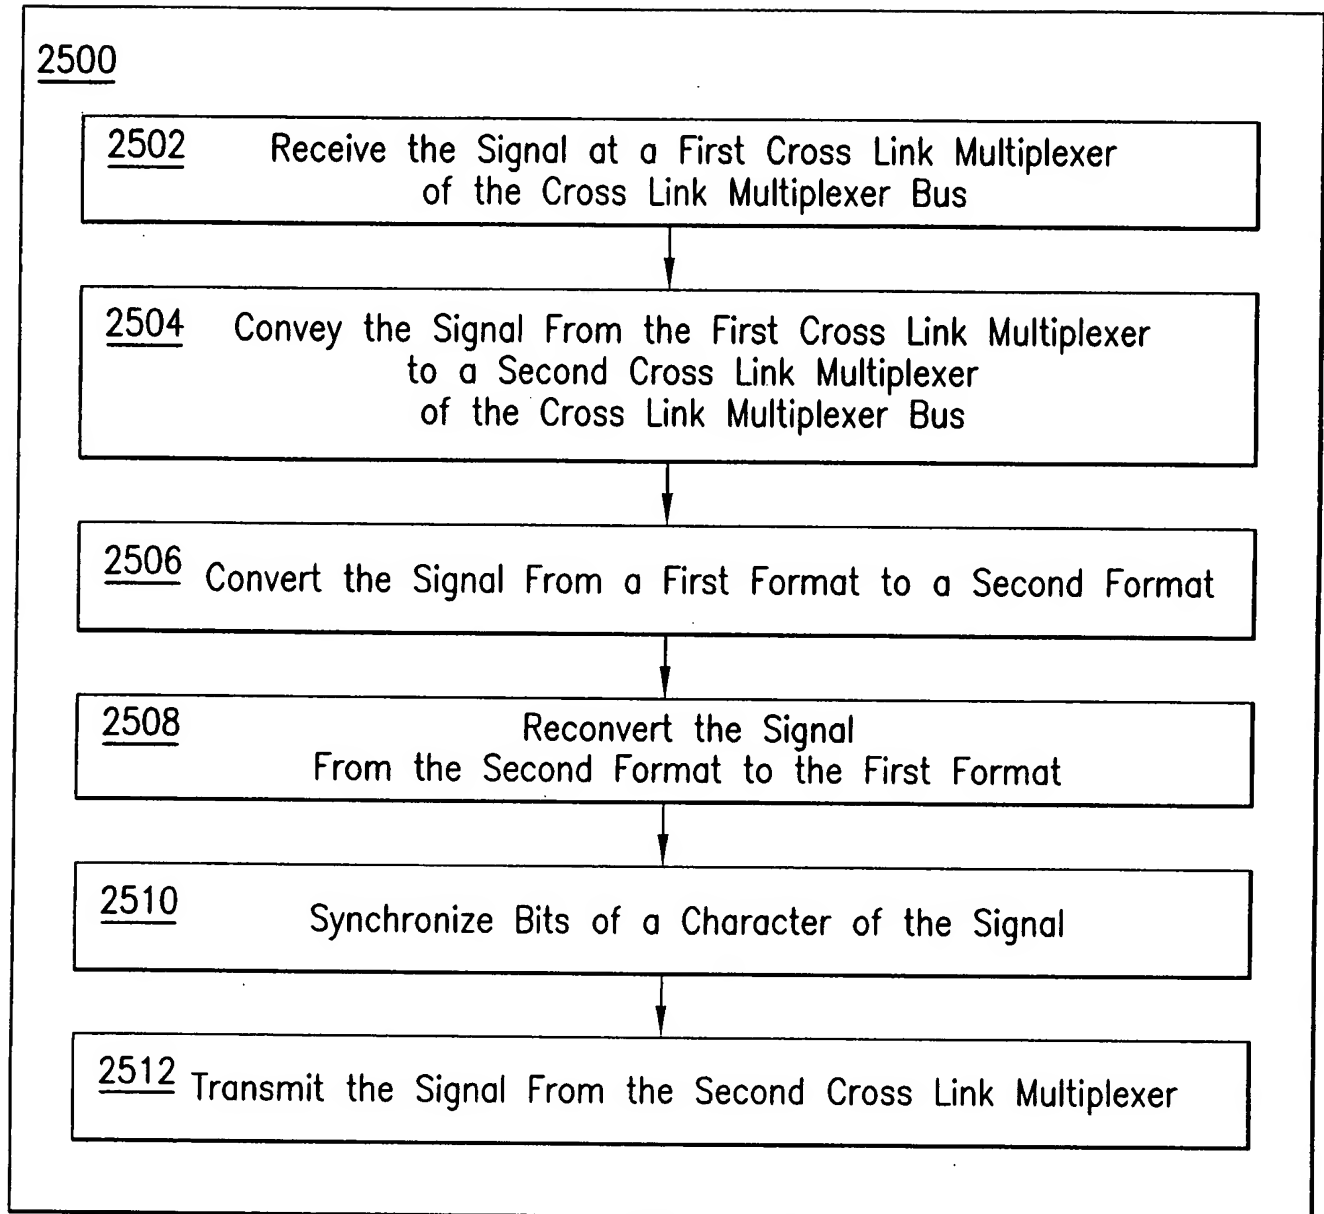 2500
2502 Receive the Signal at a First Cross Link Multiplexer
of the Cross Link Multiplexer Bus
2504 Convey the Signal From the First Cross Link Multiplexer
to a Second Cross Link Multiplexer
of the Cross Link Multiplexer Bus
2506 Convert the Signal From a First Format to a Second Format
2508 Reconvert the Signal
From the Second Format to the First Format
2510 Synchronize Bits of a Character of the Signal
2512 Transmit the Signal From the Second Cross Link Multiplexer